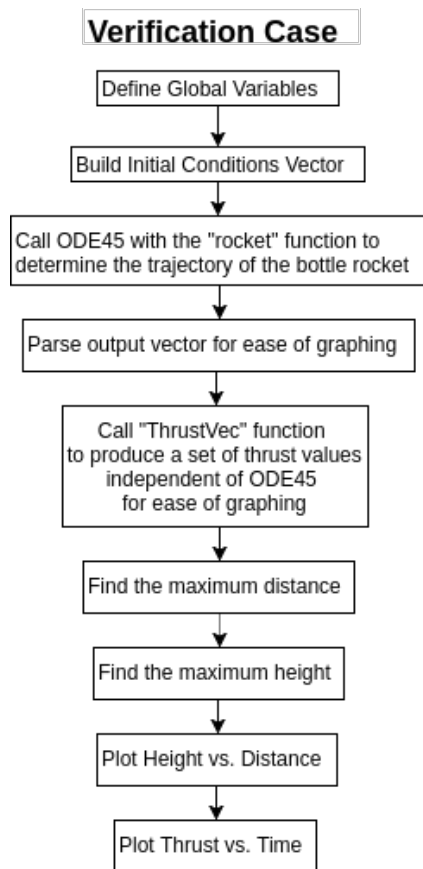 Verification Case
Define Global Variables
Build Initial Conditions Vector
Call ODE45 with the "rocket" function to
determine the trajectory of the bottle rocket
Parse output vector for ease of graphing
Call "ThrustVec" function
to produce a set of thrust values
independent of ODE45
for ease of graphing
Find the maximum distance
Find the maximum height
Plot Height vs. Distance
Plot Thrust vs. Time